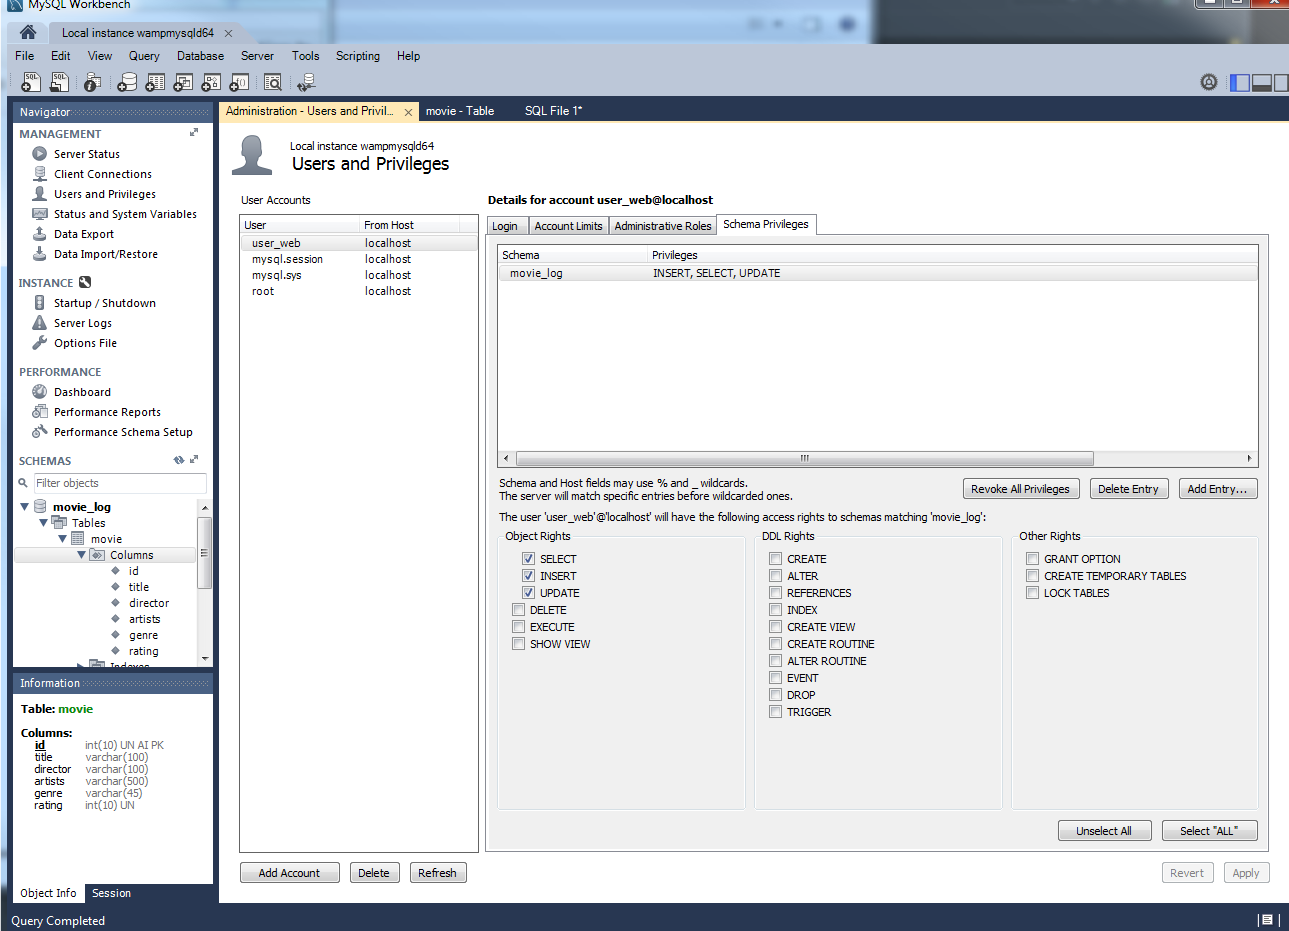 MySQL Workbench
Local instance wampmysqld64
File Edit View Query Database Server Tools Scripting Help
SQL SQL
Navigator
MANAGEMENT
Server Status
Client Connections
Users and Privileges
Status and System Variables
Data Export
Data Import/Restore
INSTANCE
Startup / Shutdown
Server Logs
Options File
PERFORMANCE
Dashboard
Performance Reports
Performance Schema Setup
SCHEMAS
Filter objects
movie_log
Tables
movie
Columns
id
title
director
artists
genre
rating
Indexes
Information
Table: movie
Columns:
id int(10) UN AI PK
title varchar(100)
director varchar(100)
artists varchar(500)
genre varchar(45)
rating int(10) UN
Object Info Session
Query Completed
Administration - Users and Privil... movie - Table SQL File 1*
Local instance wampmysqld64
Users and Privileges
User Accounts
User From Host
user_web localhost
mysql.session localhost
mysql.sys localhost
root localhost
Add Account Delete Refresh
Details for account user_web@localhost
Login Account Limits Administrative Roles Schema Privileges
Schema Privileges
movie_log INSERT, SELECT, UPDATE
Schema and Host fields may use % and _ wildcards.
The server will match specific entries before wildcarded ones.
Revoke All Privileges Delete Entry Add Entry...
The user 'user_web'@'localhost' will have the following access rights to schemas matching 'movie_log':
Object Rights
SELECT
INSERT
UPDATE
DELETE
EXECUTE
SHOW VIEW
DDL Rights
CREATE
ALTER
REFERENCES
INDEX
CREATE VIEW
CREATE ROUTINE
ALTER ROUTINE
EVENT
DROP
TRIGGER
Other Rights
GRANT OPTION
CREATE TEMPORARY TABLES
LOCK TABLES
Unselect All Select "ALL"
Revert Apply